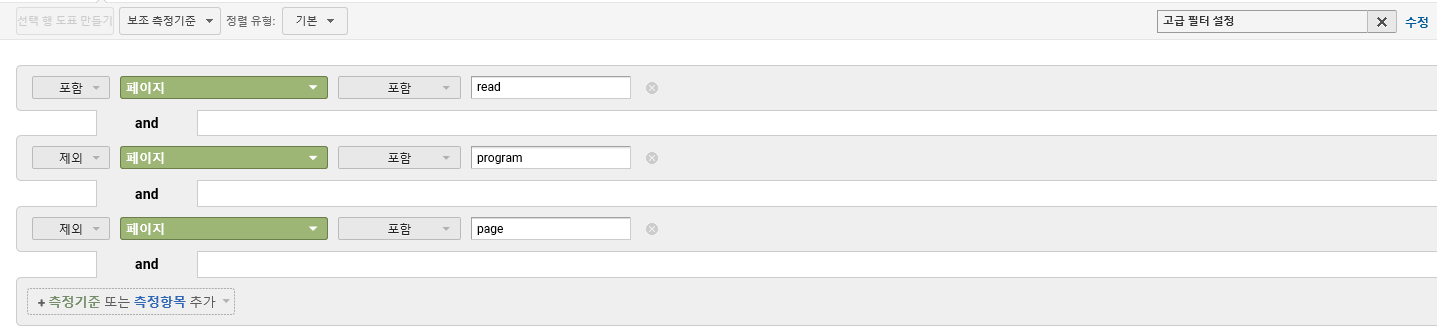 선택 행 도표 만들기 보조 측정기준 정렬 유형: 기본 고급 필터 설정 수정
포함 페이지 포함 read
and
제외 페이지 포함 program
and
제외 페이지 포함 page
and
+ 측정기준 또는 측정항목 추가